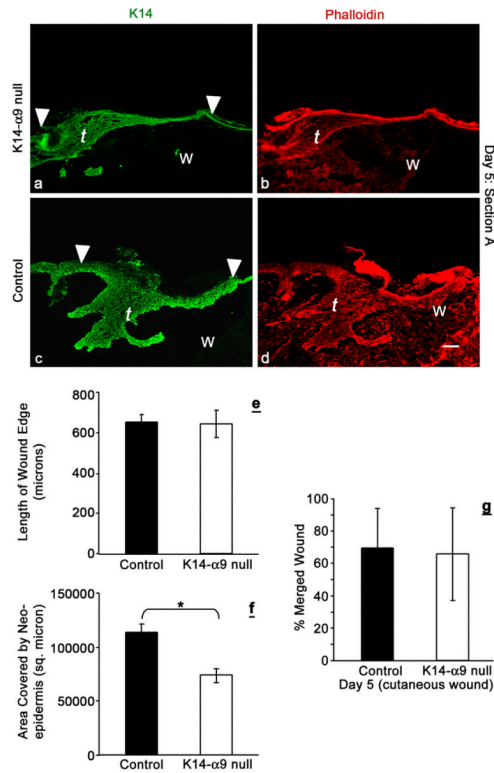 K14
Phalloidin
K14-α9 null
t
w
a
t
w
b
Day 5: Section A
Control
t
w
c
t
w
d
Length of Wound Edge
(microns)
800
600
400
200
0
e
Control
K14-α9 null
Area Covered by Neo-
epidermis (sq. micron)
150000
100000
50000
0
*
f
Control
K14-α9 null
% Merged Wound
100
80
60
40
20
0
g
Control
K14-α9 null
Day 5 (cutaneous wound)